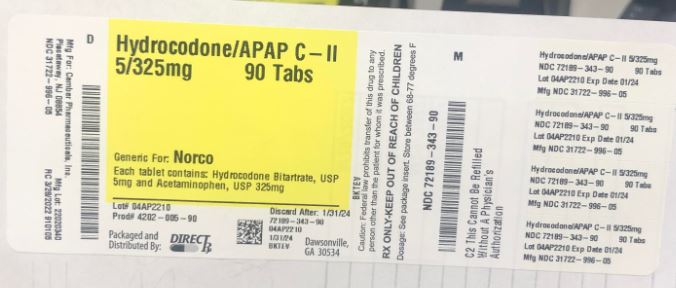 Mfg For: Camber Pharmaceuticals, Inc.
Piscataway, NJ 08854
NDC 31722-996-05
Mfg Lot: 22020340
D
Hydrocodone/APAP C-II
5/325mg 90 Tabs
Generic For: Norco
Each tablet contains: Hydrocodone Bitartrate, USP
5mg and Acetaminophen, USP 325mg
Lot# 04AP2210
Prod# 4202-005-90
Packaged and
Distributed By:
DIRECT Rx
Discard After: 1/31/24
72189-343-90
04AP2210
1/31/24
BKTEV
Dawsonville,
GA 30534
BKTEV
Caution: Federal law prohibits transfer of this drug to any
person other than the patient for whom it was prescribed.
RX ONLY-KEEP OUT OF REACH OF CHILDREN
Dosage: See package insert. Store between 68-77 degrees F
M
NDC 72189-343-90
C2 This Cannot Be Refilled
Without A Physician's
Authorization
Hydrocodone/APAP C-II 5/325mg
NDC 72189-343-90 90 Tabs
Lot 04AP2210 Exp Date 01/24
Mfg NDC 31722-996-05
Hydrocodone/APAP C-II 5/325mg
NDC 72189-343-90 90 Tabs
Lot 04AP2210 Exp Date 01/24
Mfg NDC 31722-996-05
Hydrocodone/APAP C-II 5/325mg
NDC 72189-343-90 90 Tabs
Lot 04AP2210 Exp Date 01/24
Mfg NDC 31722-996-05
Hydrocodone/APAP C-II 5/325mg
NDC 72189-343-90 90 Tabs
Lot 04AP2210 Exp Date 01/24
Mfg NDC 31722-996-05